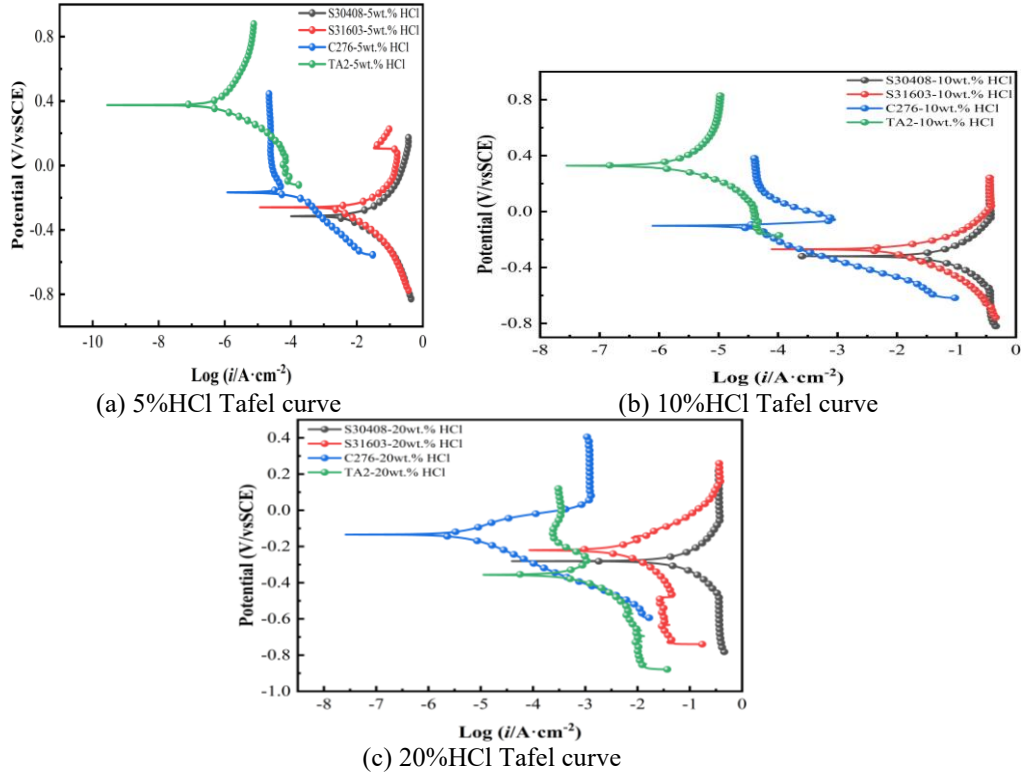 S30408-5wt.% HCl
S31603-5wt.% HCl
C276-5wt.% HCl
TA2-5wt.% HCl
Potential (V/vsSCE)
0.8
0.4
0.0
-0.4
-0.8
-10
-8
-6
-4
-2
0
Log (i/A·cm⁻²)
(a) 5%HCl Tafel curve
S30408-10wt.% HCl
S31603-10wt.% HCl
C276-10wt.% HCl
TA2-10wt.% HCl
Potential (V/vsSCE)
0.8
0.4
0.0
-0.4
-0.8
-8
-7
-6
-5
-4
-3
-2
-1
0
Log (i/A·cm⁻²)
(b) 10%HCl Tafel curve
S30408-20wt.% HCl
S31603-20wt.% HCl
C276-20wt.% HCl
TA2-20wt.% HCl
Potential (V/vsSCE)
0.4
0.2
0.0
-0.2
-0.4
-0.6
-0.8
-1.0
-8
-7
-6
-5
-4
-3
-2
-1
0
Log (i/A·cm⁻²)
(c) 20%HCl Tafel curve